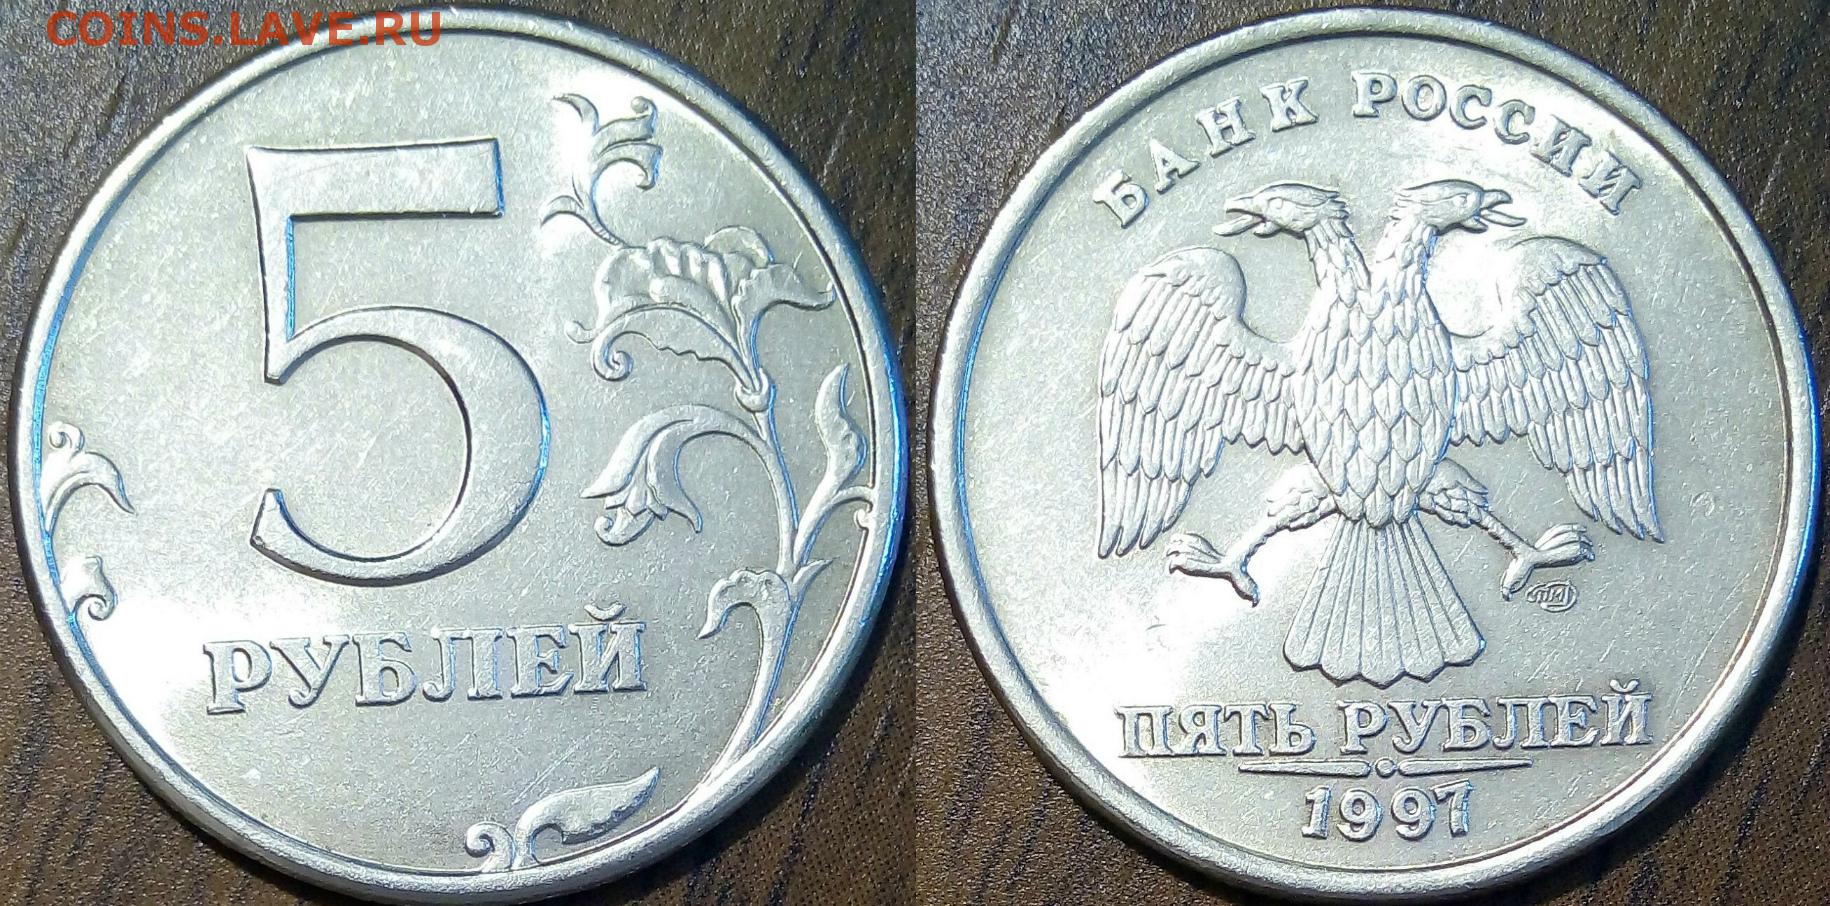 COINS.LAVE.RU
5
РУБЛЕЙ
БАНК РОССИИ
ПЯТЬ РУБЛЕЙ
1997